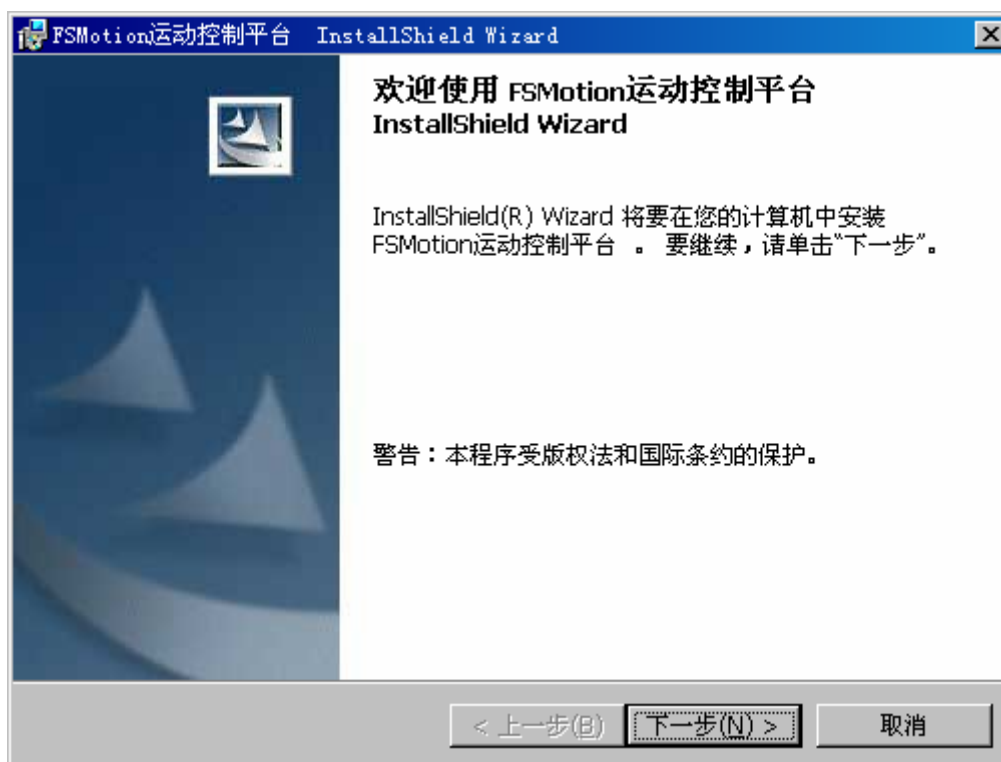 FSMotion运动控制平台 InstallShield Wizard
欢迎使用 FSMotion运动控制平台
InstallShield Wizard
InstallShield(R) Wizard 将要在您的计算机中安装
FSMotion运动控制平台 。 要继续，请单击“下一步”。
警告：本程序受版权法和国际条约的保护。
< 上一步(B) 下一步(N) > 取消